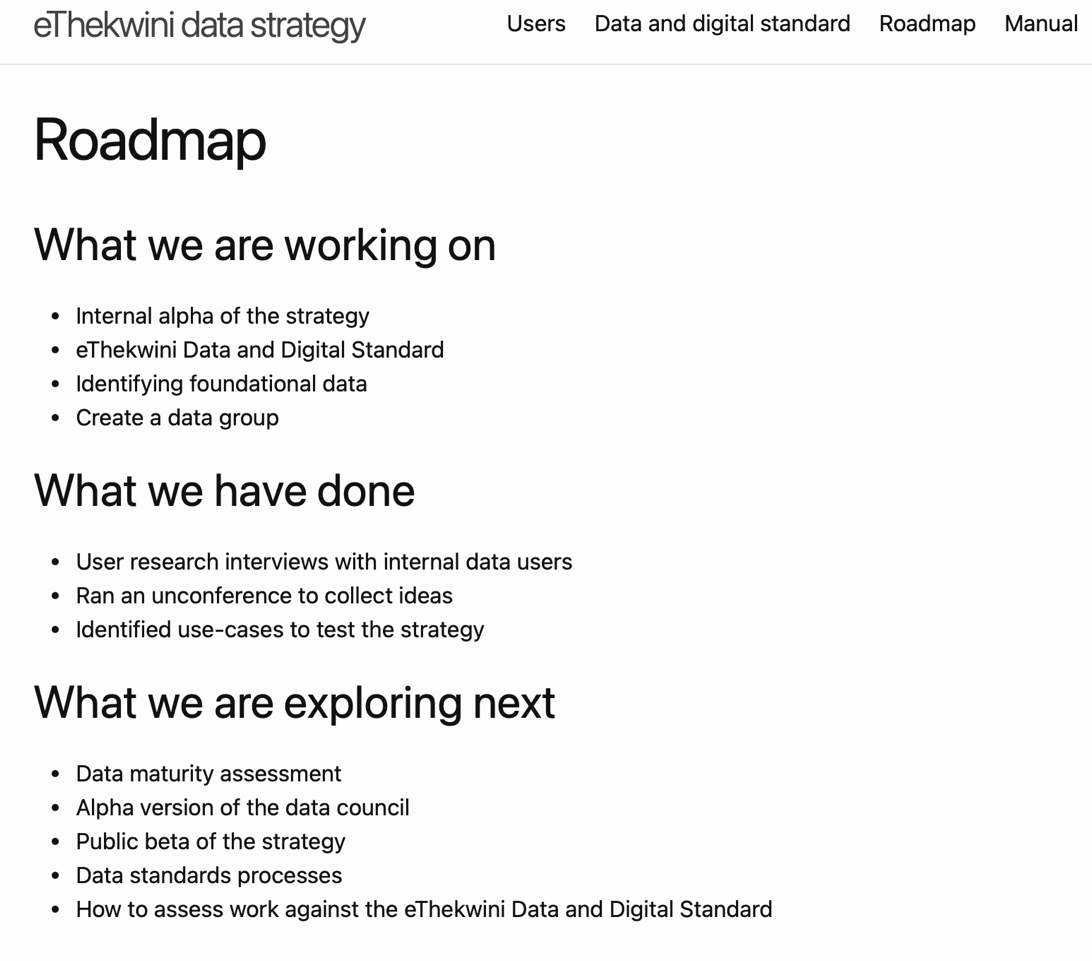 eThekwini data strategy
Users Data and digital standard Roadmap Manual
Roadmap
What we are working on
• Internal alpha of the strategy
• eThekwini Data and Digital Standard
• Identifying foundational data
• Create a data group
What we have done
• User research interviews with internal data users
• Ran an unconference to collect ideas
• Identified use-cases to test the strategy
What we are exploring next
• Data maturity assessment
• Alpha version of the data council
• Public beta of the strategy
• Data standards processes
• How to assess work against the eThekwini Data and Digital Standard